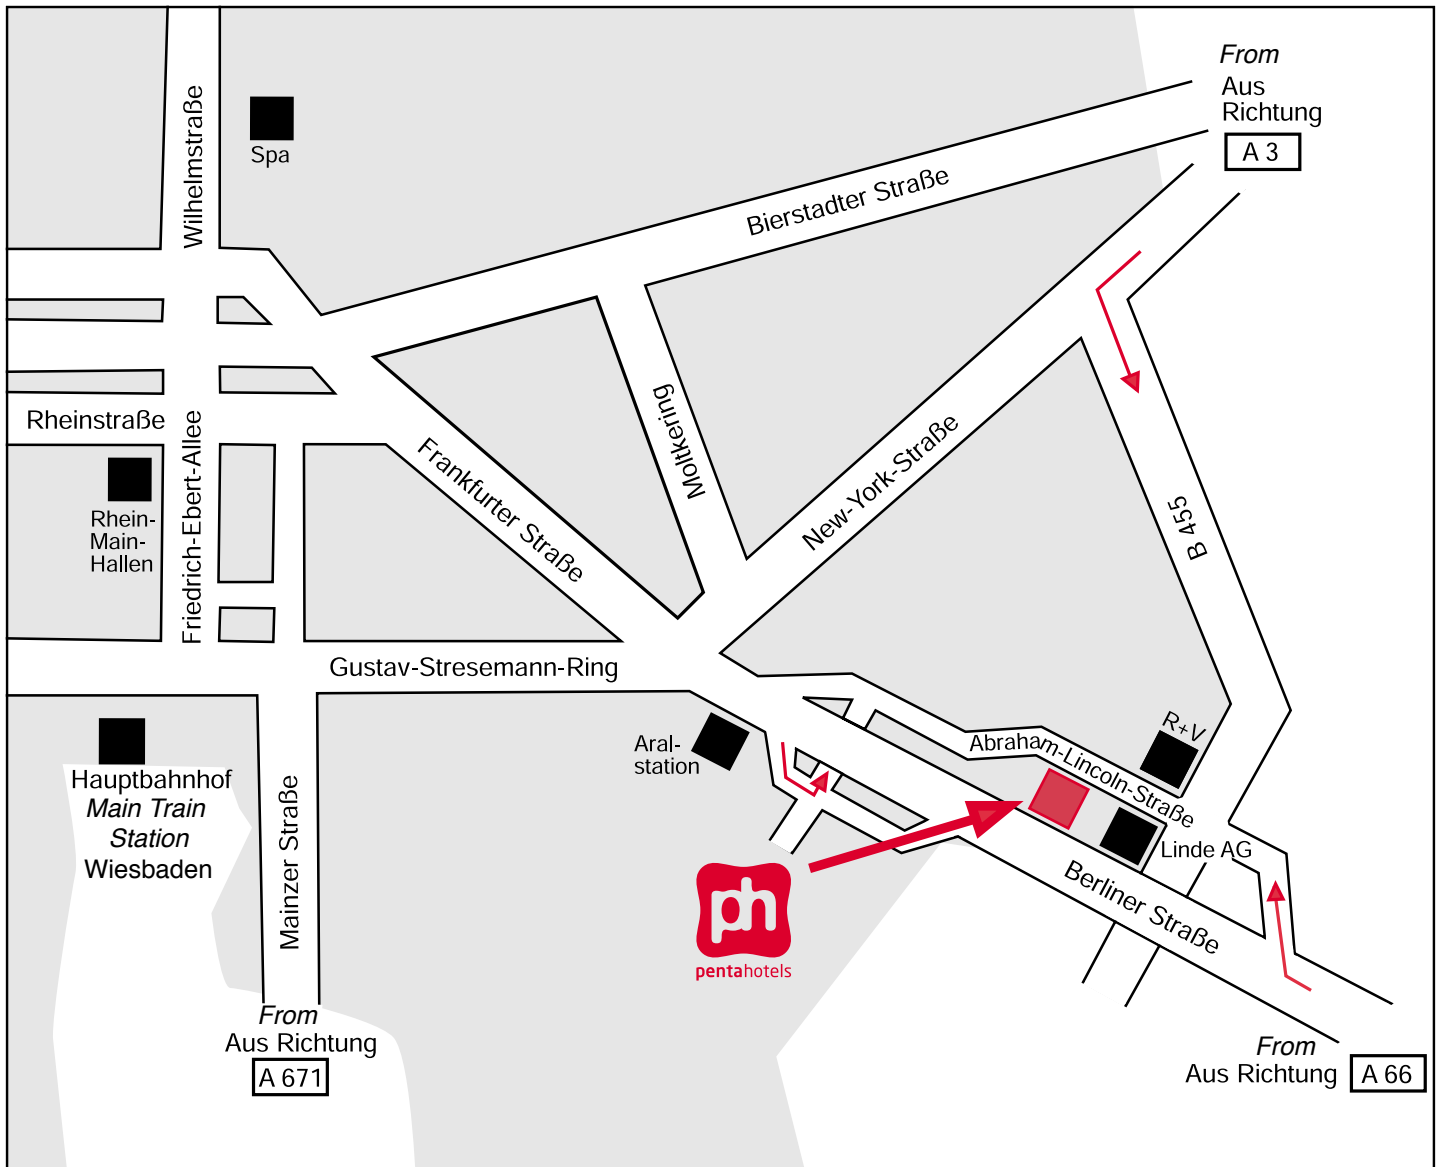 From
Aus
Richtung
A 3
Wilhelmstraße
Spa
Bierstadter Straße
Rheinstraße
Friedrich-Ebert-Allee
Rhein-
Main-
Hallen
Frankfurter Straße
Moltkering
New-York-Straße
B 455
Gustav-Stresemann-Ring
Aral-
station
R+V
Abraham-Lincoln-Straße
Linde AG
Berliner Straße
Hauptbahnhof
Main Train
Station
Wiesbaden
Mainzer Straße
ph
pentahotels
From
Aus Richtung
A 671
From
Aus Richtung
A 66